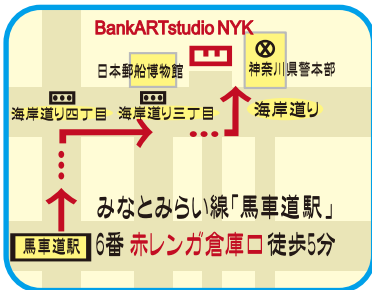 BankARTstudio NYK
日本郵船博物館
神奈川県警本部
海岸道り四丁目
海岸道り三丁目
海岸道り
みなとみらい線「馬車道駅」
馬車道駅
6番 赤レンガ倉庫口 徒歩5分